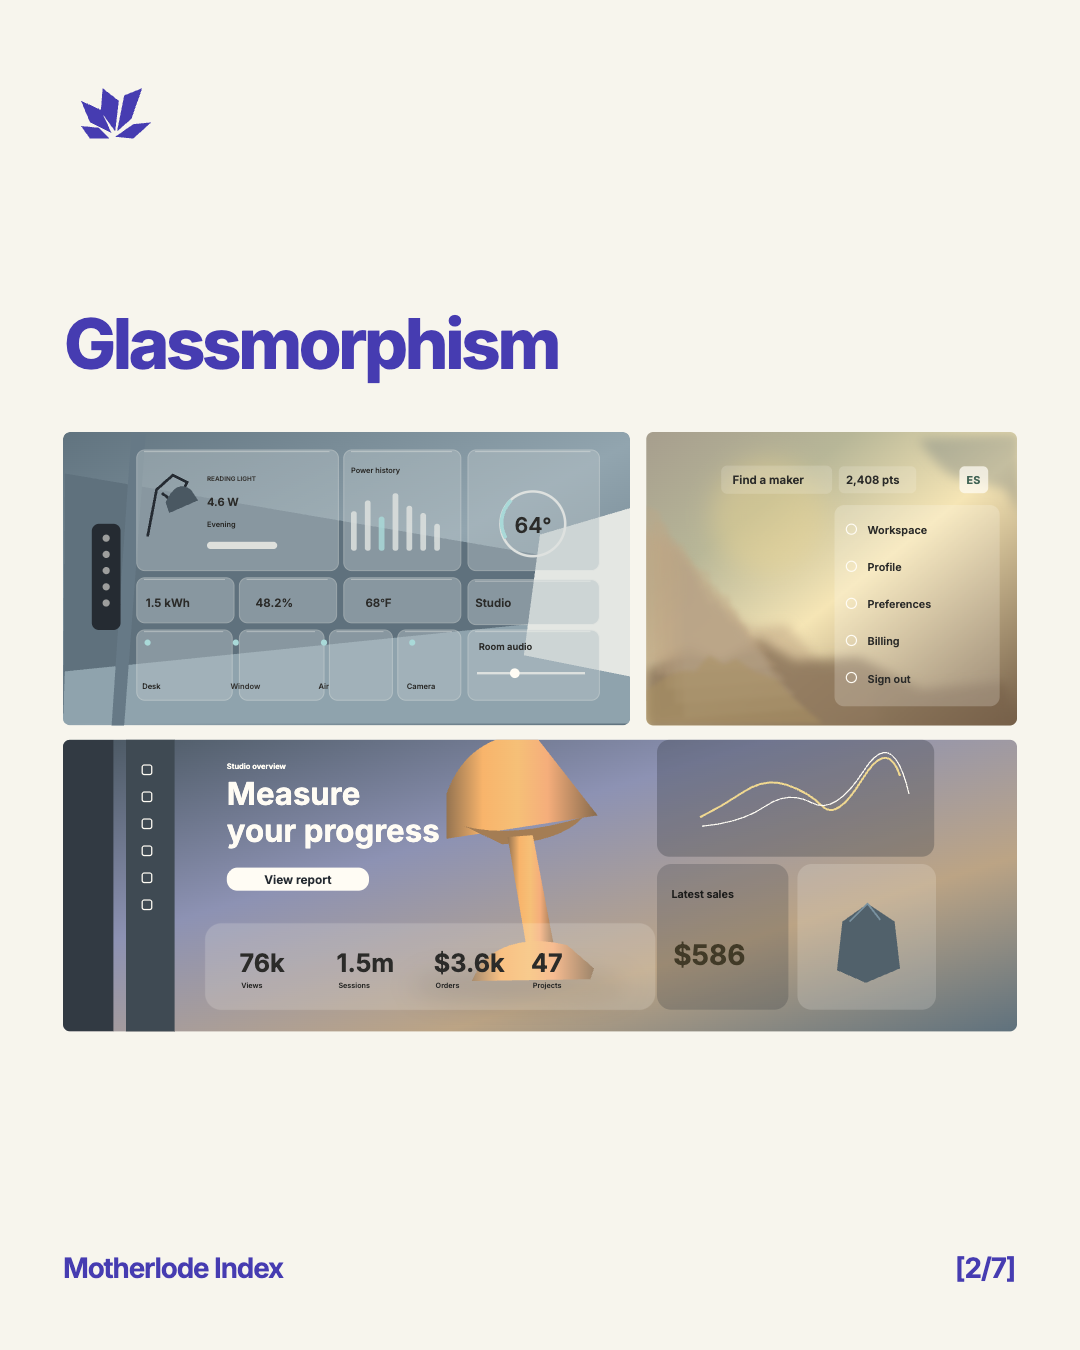 Glassmorphism
READING LIGHT
4.6 W
Evening
Power history
64°
1.5 kWh
48.2%
68°F
Studio
Desk
Window
Air
Camera
Room audio
Find a maker
2,408 pts
ES
Workspace
Profile
Preferences
Billing
Sign out
Studio overview
Measure
your progress
View report
76k
1.5m
$3.6k
47
Views
Sessions
Orders
Projects
Latest sales
$586
Motherlode Index
[2/7]